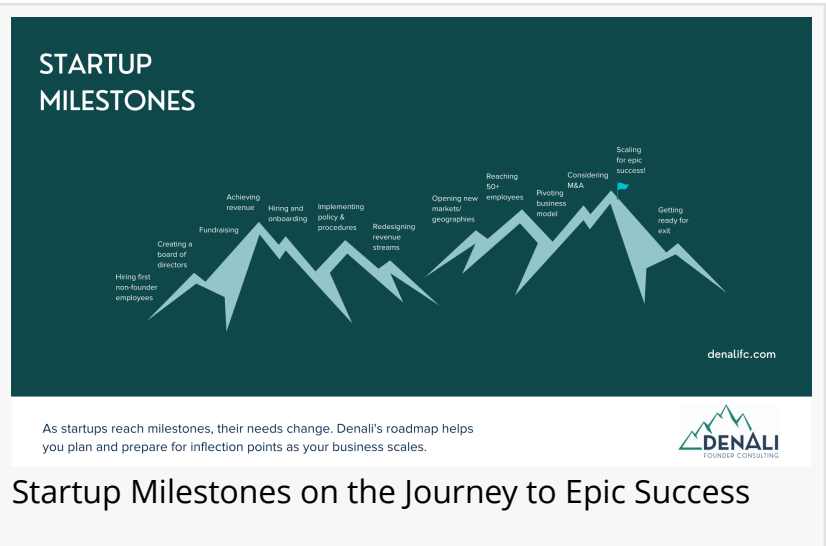 STARTUP
MILESTONES
Hiring first
non-founder
employees
Creating a
board of
directors
Fundraising
Achieving
revenue
Hiring and
onboarding
Implementing
policy &
procedures
Redesigning
revenue
streams
Opening new
markets/
geographies
Reaching
50+
employees
Pivoting
business
model
Considering
M&A
Scaling
for epic
success!
Getting
ready for
exit
denalifc.com
As startups reach milestones, their needs change. Denali's roadmap helps
you plan and prepare for inflection points as your business scales.
DENALI
FOUNDER CONSULTING
Startup Milestones on the Journey to Epic Success